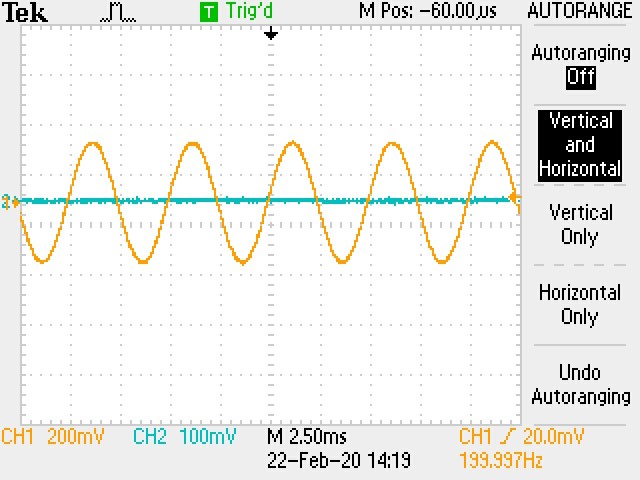 Tek T Trig'd M Pos: -60.00µs AUTORANGE
Autoranging
Off
Vertical
and
Horizontal
Vertical
Only
Horizontal
Only
Undo
Autoranging
2
CH1 200mV CH2 100mV M 2.50ms CH1 20.0mV
22-Feb-20 14:19 199.997Hz